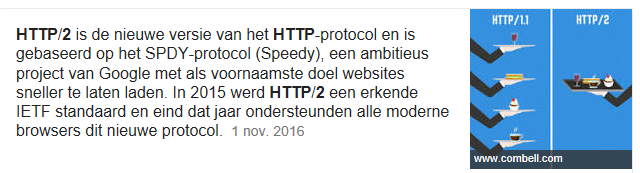 HTTP/2 is de nieuwe versie van het HTTP-protocol en is
gebaseerd op het SPDY-protocol (Speedy), een ambitieus
project van Google met als voornaamste doel websites
sneller te laten laden. In 2015 werd HTTP/2 een erkende
IETF standaard en eind dat jaar ondersteunden alle moderne
browsers dit nieuwe protocol. 1 nov. 2016
HTTP/1.1
HTTP/2
www.combell.com